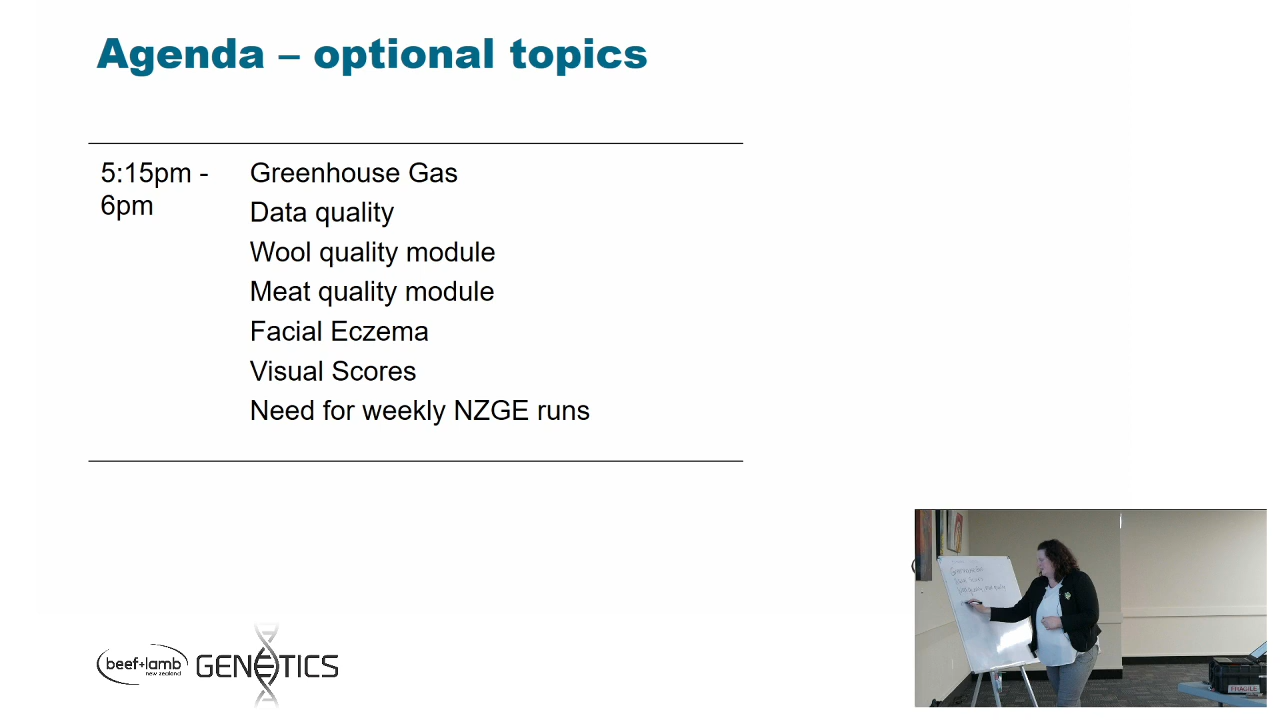 Agenda – optional topics
5:15pm -
6pm
Greenhouse Gas
Data quality
Wool quality module
Meat quality module
Facial Eczema
Visual Scores
Need for weekly NZGE runs
beef+lamb
new zealand
GENETICS
FRAGILE